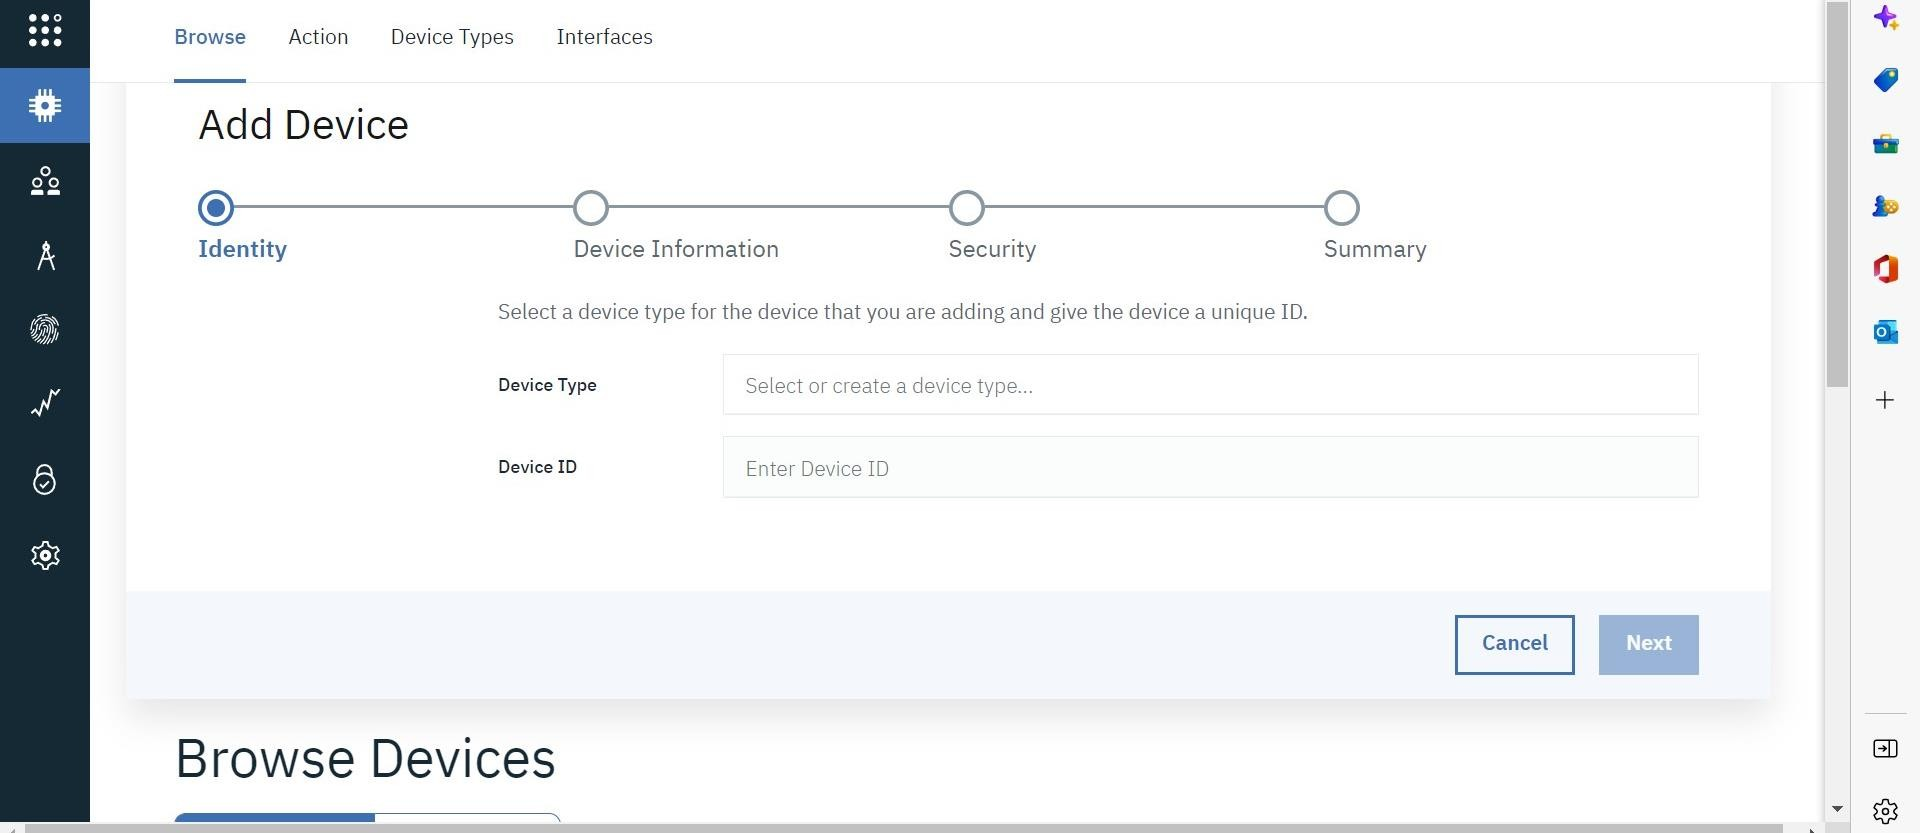 Browse Action Device Types Interfaces
Add Device
Identity Device Information Security Summary
Select a device type for the device that you are adding and give the device a unique ID.
Device Type Select or create a device type...
Device ID Enter Device ID
Cancel Next
Browse Devices